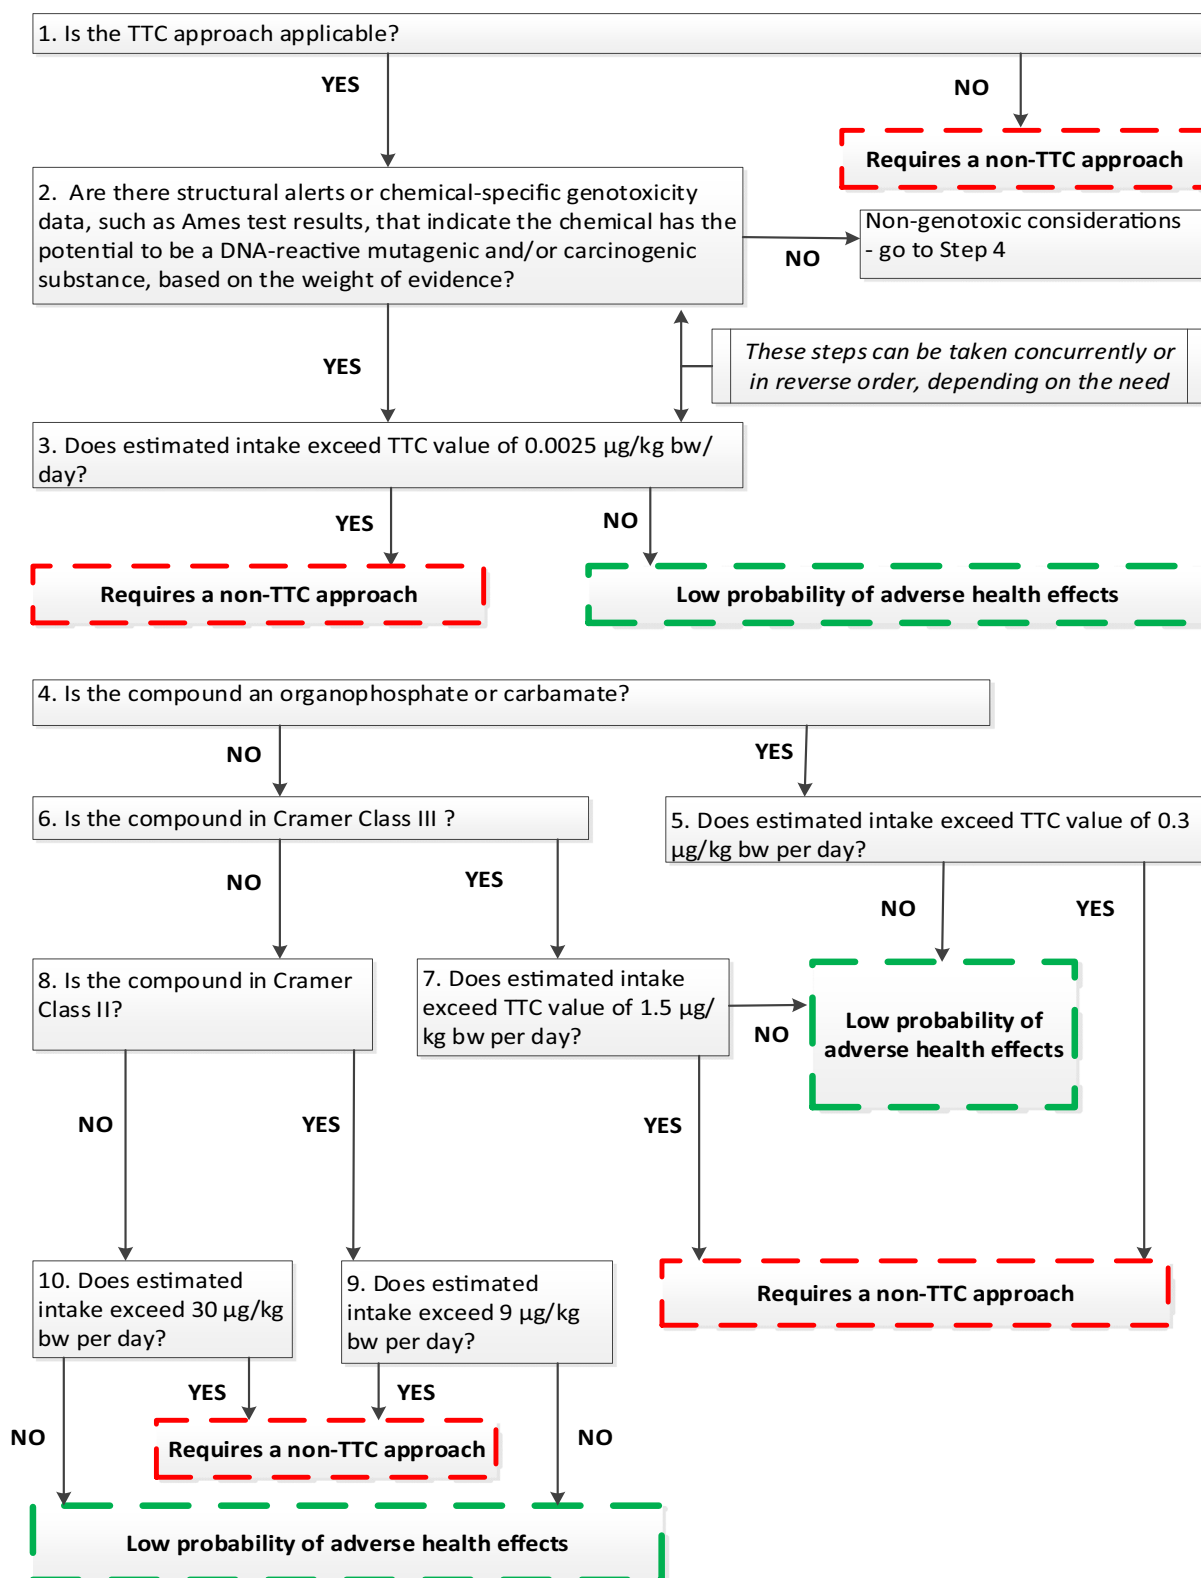 1. Is the TTC approach applicable?
YES
NO
Requires a non-TTC approach
2.  Are there structural alerts or chemical-specific genotoxicity
data, such as Ames test results, that indicate the chemical has the
potential to be a DNA-reactive mutagenic and/or carcinogenic
substance, based on the weight of evidence?
NO
Non-genotoxic considerations
- go to Step 4
YES
These steps can be taken concurrently or
in reverse order, depending on the need
3. Does estimated intake exceed TTC value of 0.0025 µg/kg bw/
day?
YES
NO
Requires a non-TTC approach
Low probability of adverse health effects
4. Is the compound an organophosphate or carbamate?
NO
YES
6. Is the compound in Cramer Class III ?
5. Does estimated intake exceed TTC value of 0.3
µg/kg bw per day?
NO
YES
NO
YES
8. Is the compound in Cramer
Class II?
7. Does estimated intake
exceed TTC value of 1.5 µg/
kg bw per day?
NO
Low probability of
adverse health effects
NO
YES
YES
10. Does estimated
intake exceed 30 µg/kg
bw per day?
9. Does estimated
intake exceed 9 µg/kg
bw per day?
Requires a non-TTC approach
YES
YES
NO
NO
Requires a non-TTC approach
Low probability of adverse health effects